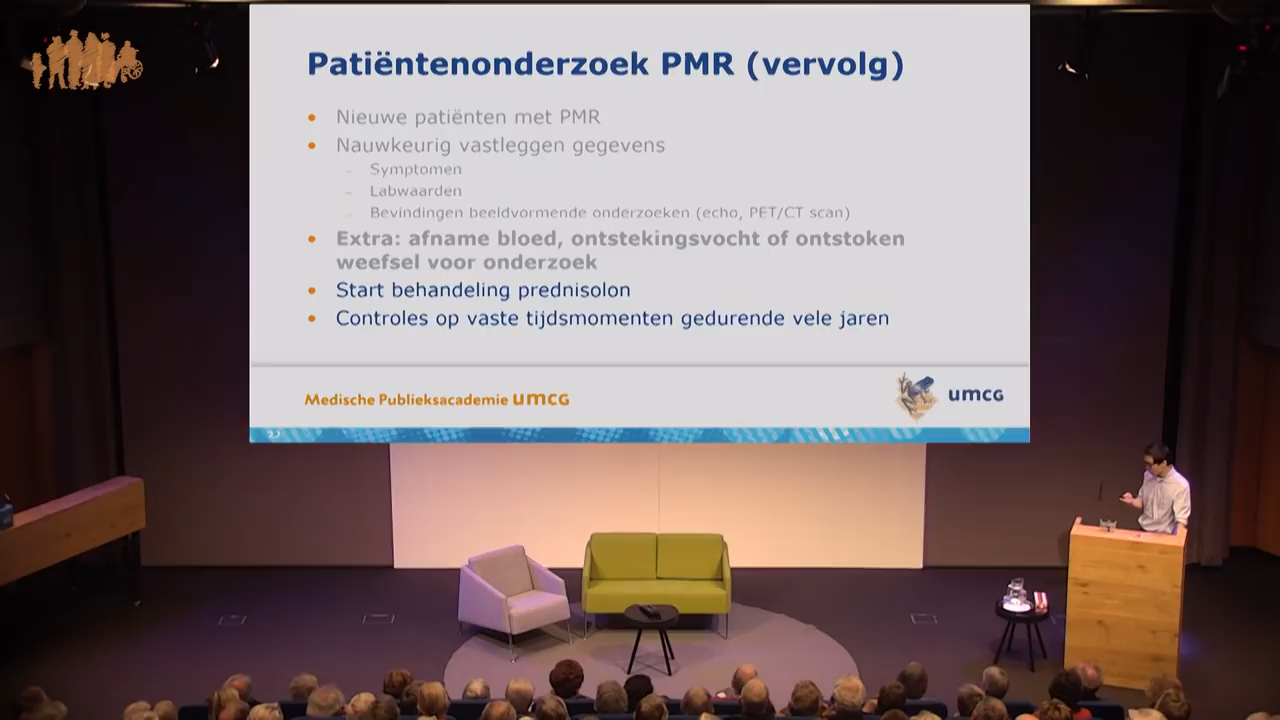 Patiëntenonderzoek PMR (vervolg)
• Nieuwe patiënten met PMR
• Nauwkeurig vastleggen gegevens
– Symptomen
– Labwaarden
– Bevindingen beeldvormende onderzoeken (echo, PET/CT scan)
• Extra: afname bloed, ontstekingsvocht of ontstoken
weefsel voor onderzoek
• Start behandeling prednisolon
• Controles op vaste tijdsmomenten gedurende vele jaren
Medische Publieksacademie umcg
umcg